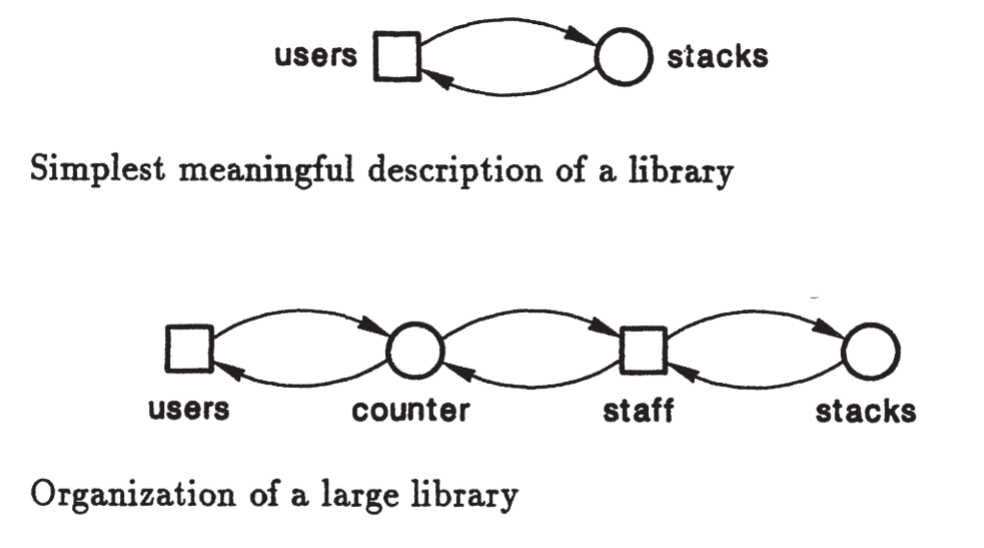 users stacks
Simplest meaningful description of a library
users counter staff stacks
Organization of a large library